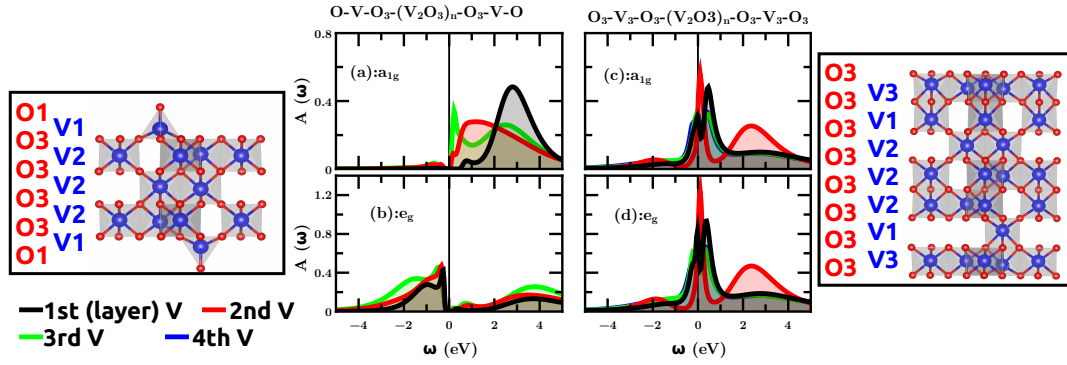 O-V-O₃-(V₂O₃)ₙ-O₃-V-O
O₃-V₃-O₃-(V₂O3)ₙ-O₃-V₃-O₃
O1
V1
O3
V2
O3
V2
O3
V2
O3
V1
O1
1st (layer) V
2nd V
3rd V
4th V
A (ω)
0.8
0.4
0
(a):a₁g
A (ω)
1.2
0.8
0.4
0
(b):eg
−4
−2
0
2
4
ω (eV)
(c):a₁g
(d):eg
−4
−2
0
2
4
ω (eV)
O3
V3
O3
V1
O3
V2
O3
V2
O3
V1
O3
V3
O3